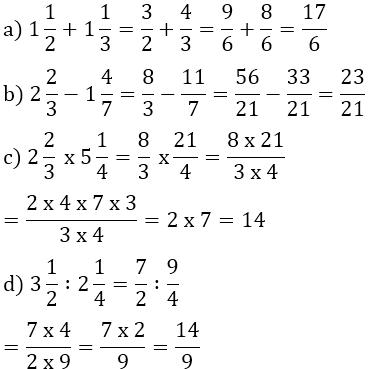 a) 1 1/2 + 1 1/3 = 3/2 + 4/3 = 9/6 + 8/6 = 17/6
b) 2 2/3 − 1 4/7 = 8/3 − 11/7 = 56/21 − 33/21 = 23/21
c) 2 2/3 x 5 1/4 = 8/3 x 21/4 = (8 x 21)/(3 x 4)
= (2 x 4 x 7 x 3)/(3 x 4) = 2 x 7 = 14
d) 3 1/2 : 2 1/4 = 7/2 : 9/4
= (7 x 4)/(2 x 9) = (7 x 2)/9 = 14/9